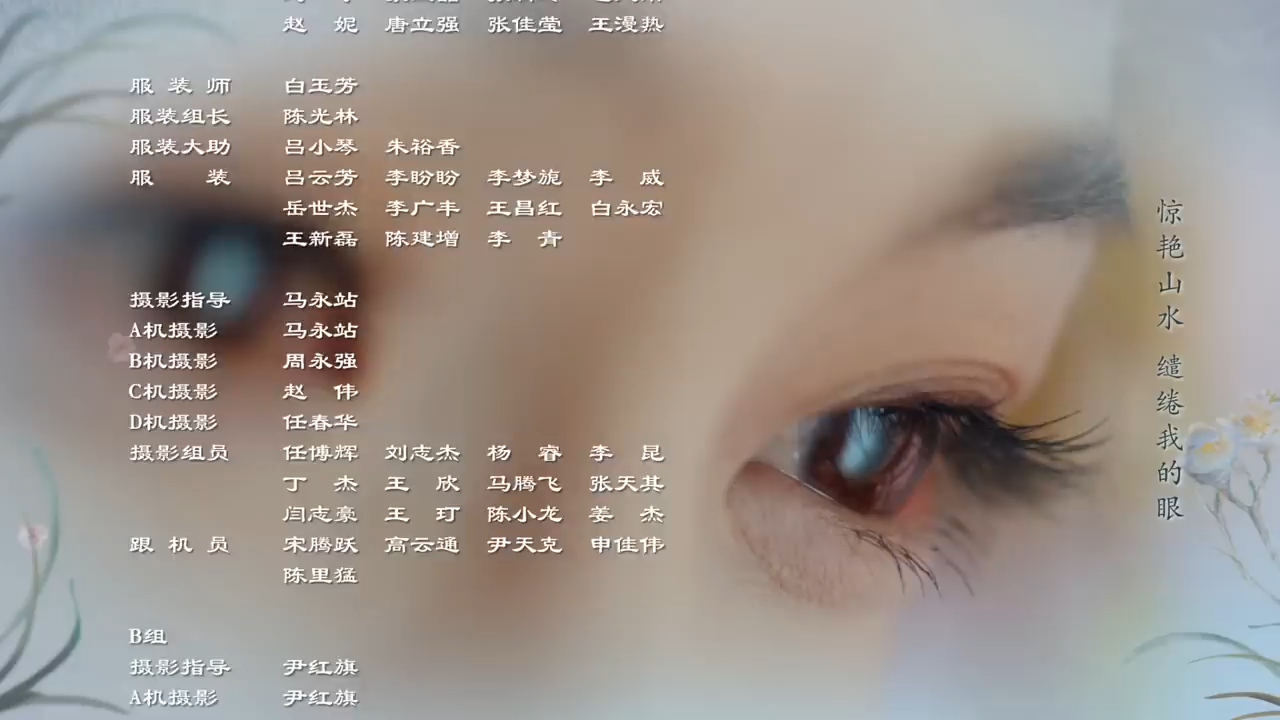 赵 妮 唐立强 张佳莹 王漫热
服装师 白玉芳
服装组长 陈光林
服装大助 吕小琴 朱裕香
服装 吕云芳 李盼盼 李梦旎 李 威
岳世杰 李广丰 王昌红 白永宏
王新磊 陈建增 李 青
摄影指导 马永站
A机摄影 马永站
B机摄影 周永强
C机摄影 赵 伟
D机摄影 任春华
摄影组员 任博辉 刘志杰 杨 睿 李 昆
丁 杰 王 欣 马腾飞 张天其
闫志豪 王 玎 陈小龙 姜 杰
跟机员 宋腾跃 高云通 尹天克 申佳伟
陈里猛
B组
摄影指导 尹红旗
A机摄影 尹红旗
惊艳山水 缱绻我的眼